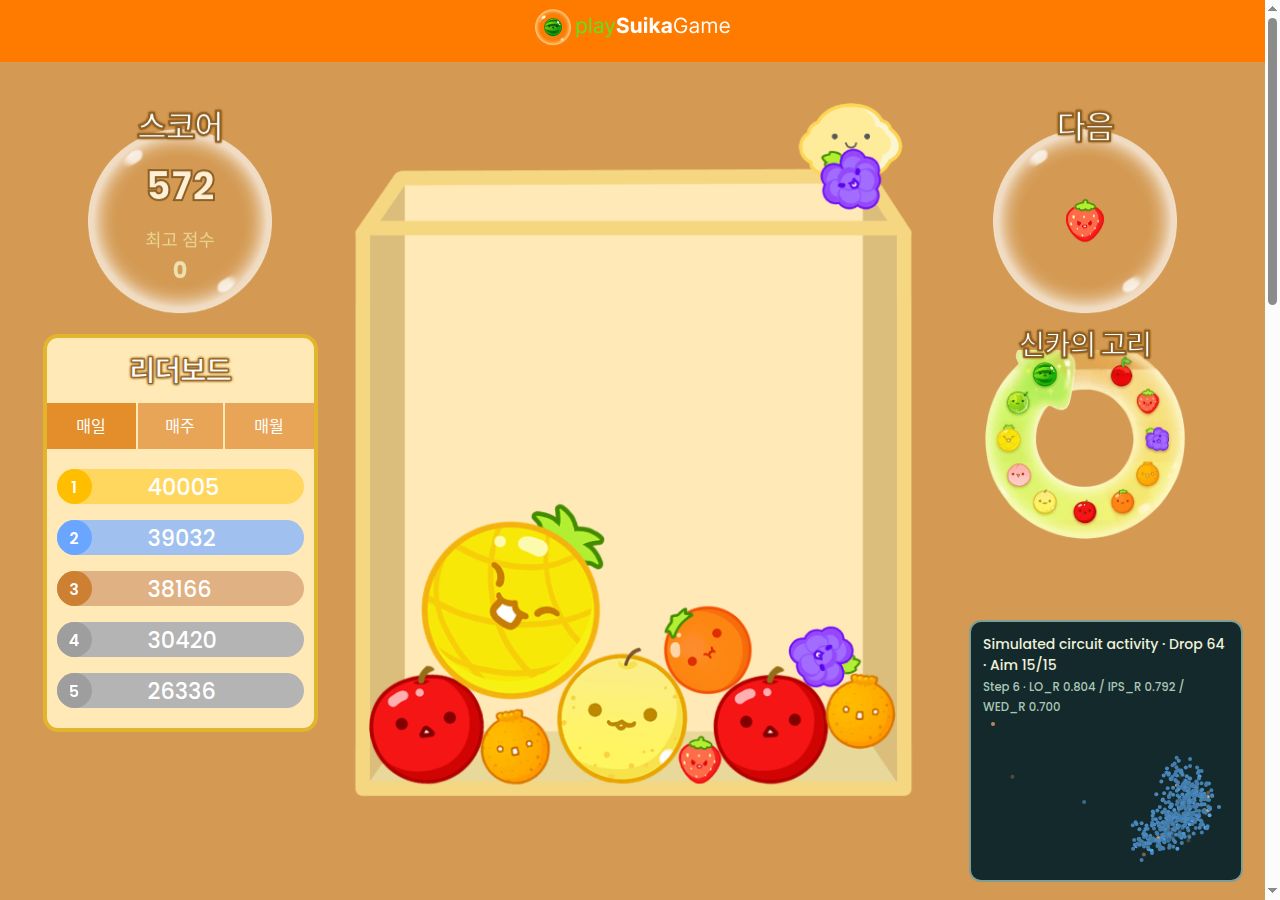 playSuikaGame
스코어
572
최고 점수
0
다음
신카의 고리
리더보드
매일 매주 매월
1 40005
2 39032
3 38166
4 30420
5 26336
Simulated circuit activity · Drop 64
· Aim 15/15
Step 6 · LO_R 0.804 / IPS_R 0.792 /
WED_R 0.700